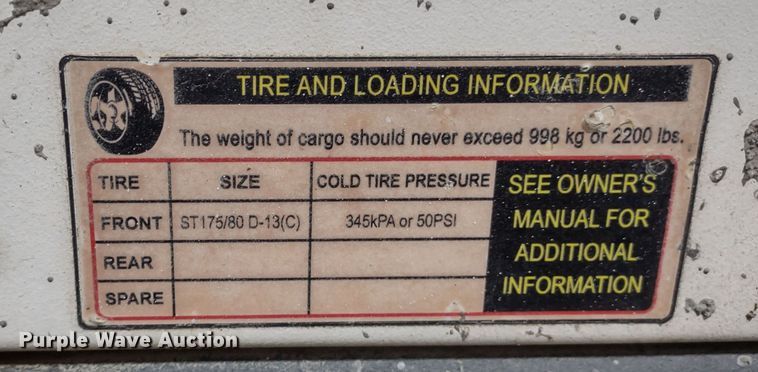 TIRE AND LOADING INFORMATION
The weight of cargo should never exceed 998 kg or 2200 lbs.
TIRE SIZE COLD TIRE PRESSURE
FRONT ST175/80 D-13(C) 345kPA or 50PSI
REAR
SPARE
SEE OWNER'S
MANUAL FOR
ADDITIONAL
INFORMATION
Purple Wave Auction